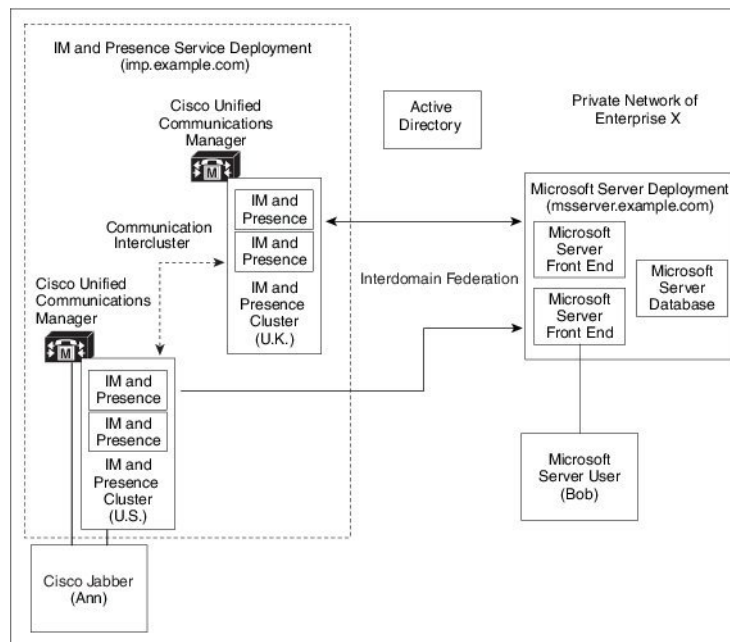 IM and Presence Service Deployment
(imp.example.com)
Cisco Unified
Communications
Manager
M
IM and
Presence
IM and
Presence
IM and
Presence
Cluster
(U.K.)
Communication
Intercluster
Cisco Unified
Communications
Manager
M
IM and
Presence
IM and
Presence
IM and
Presence
Cluster
(U.S.)
Cisco Jabber
(Ann)
Active
Directory
Private Network of
Enterprise X
Interdomain Federation
Microsoft Server Deployment
(msserver.example.com)
Microsoft
Server
Front End
Microsoft
Server
Front End
Microsoft
Server
Database
Microsoft
Server User
(Bob)